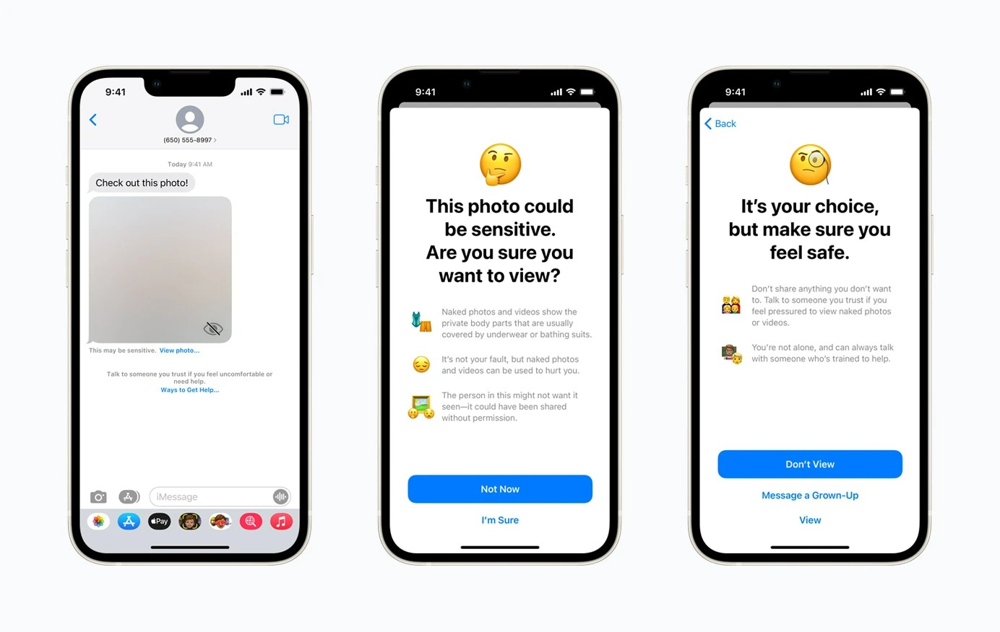 9:41
(650) 555-8997 >
Today 9:41 AM
Check out this photo!
This may be sensitive. View photo...
Talk to someone you trust if you feel uncomfortable or
need help.
Ways to Get Help...
iMessage
Pay
9:41
This photo could
be sensitive.
Are you sure you
want to view?
Naked photos and videos show the
private body parts that are usually
covered by underwear or bathing suits.
It's not your fault, but naked photos
and videos can be used to hurt you.
The person in this might not want it
seen—it could have been shared
without permission.
Not Now
I'm Sure
9:41
Back
It's your choice,
but make sure you
feel safe.
Don't share anything you don't want
to. Talk to someone you trust if you
feel pressured to view naked photos
or videos.
You're not alone, and can always talk
with someone who's trained to help.
Don't View
Message a Grown-Up
View